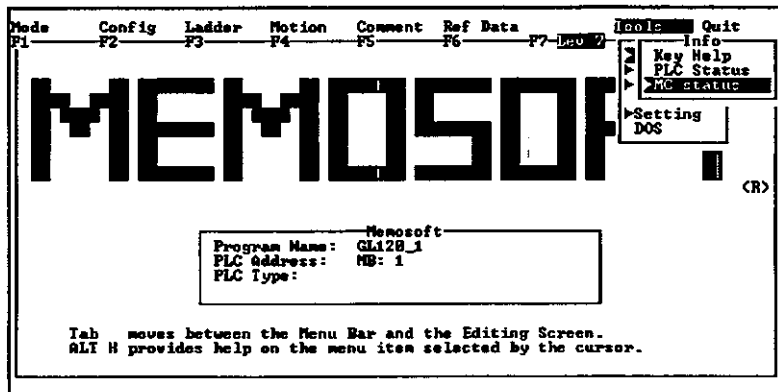 Mode Config Ladder Motion Comment Ref Data Tools Quit
F1 F2 F3 F4 F5 F6 F7-Lev 7
Info
Key Help
PLC Status
MC status
Setting
DOS
MEMOSOF
(R)
Memosoft
Program Name: GL120_1
PLC Address: MB: 1
PLC Type:
Tab moves between the Menu Bar and the Editing Screen.
ALT H provides help on the menu item selected by the cursor.